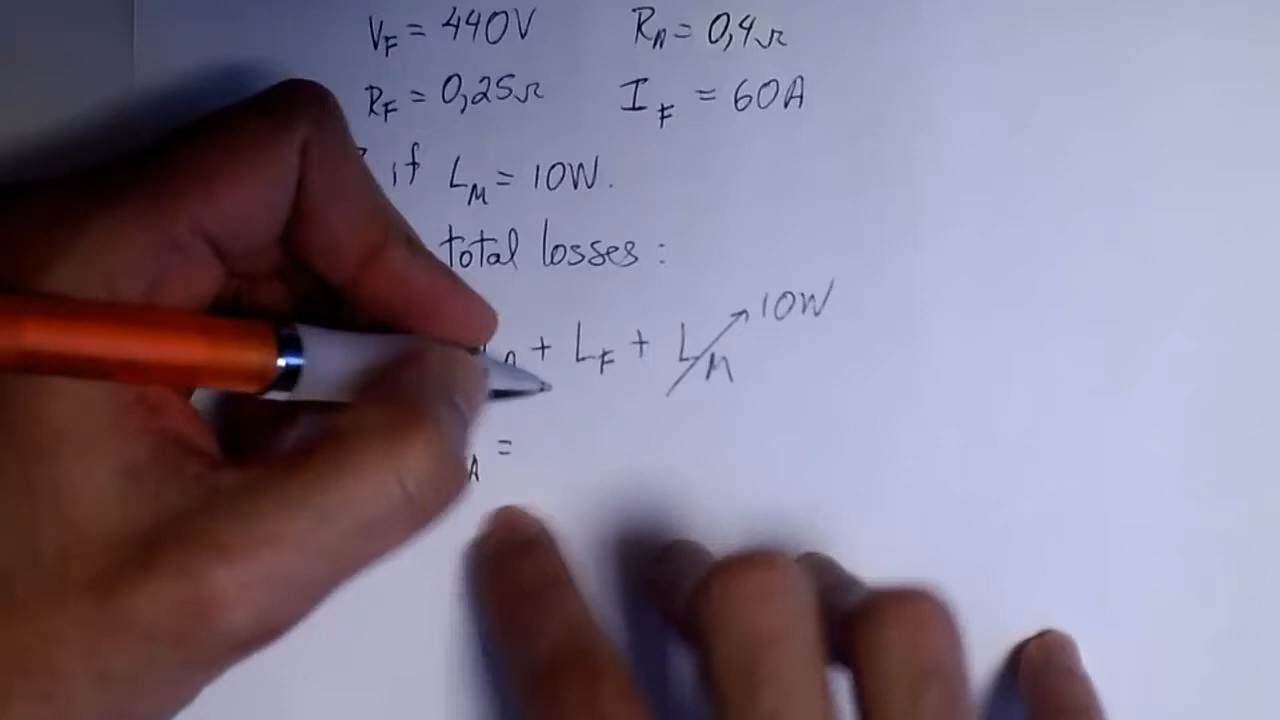 V_F = 440V R_A = 0,4Ω
R_F = 0,25Ω I_F = 60A
if L_M = 10W.
total losses :
+ L_F + L_M 10W
A =